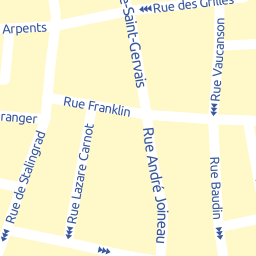 Rue des Grilles
e-Saint-Gervais
Arpents
Rue Vaucanson
Rue Franklin
ranger
Rue de Stalingrad
Rue Lazare Carnot
Rue André Joineau
Rue Baudin